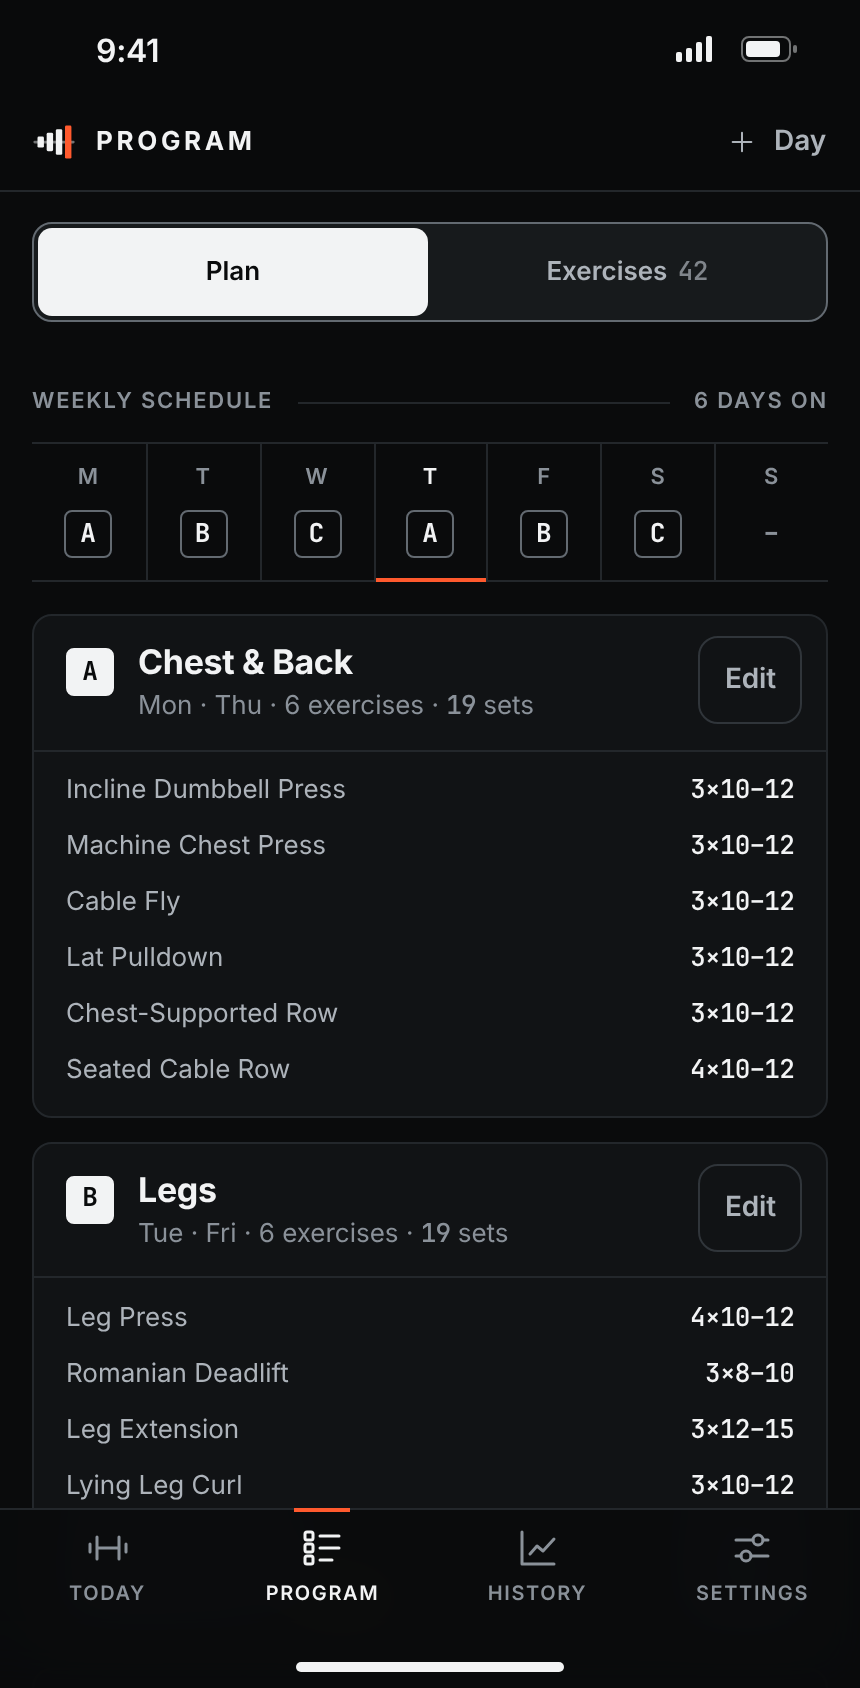 9:41
PROGRAM
+ Day
Plan
Exercises 42
WEEKLY SCHEDULE
6 DAYS ON
M T W T F S S
A B C A B C –
A
Chest & Back
Mon · Thu · 6 exercises · 19 sets
Edit
Incline Dumbbell Press 3×10–12
Machine Chest Press 3×10–12
Cable Fly 3×10–12
Lat Pulldown 3×10–12
Chest-Supported Row 3×10–12
Seated Cable Row 4×10–12
B
Legs
Tue · Fri · 6 exercises · 19 sets
Edit
Leg Press 4×10–12
Romanian Deadlift 3×8–10
Leg Extension 3×12–15
Lying Leg Curl 3×10–12
TODAY PROGRAM HISTORY SETTINGS